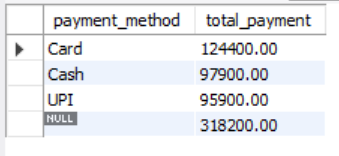 payment_method total_payment
Card 124400.00
Cash 97900.00
UPI 95900.00
NULL 318200.00